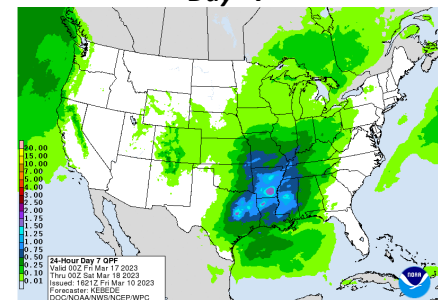 20.00
15.00
10.00
7.00
5.00
4.00
3.00
2.50
2.00
1.75
1.50
1.25
1.00
0.75
0.50
0.25
0.10
0.01
24-Hour Day 7 QPF
Valid 00Z Fri Mar 17 2023
Thru 00Z Sat Mar 18 2023
Issued: 1621Z Fri Mar 10 2023
Forecaster: KEBEDE
DOC/NOAA/NWS/NCEP/WPC
NOAA